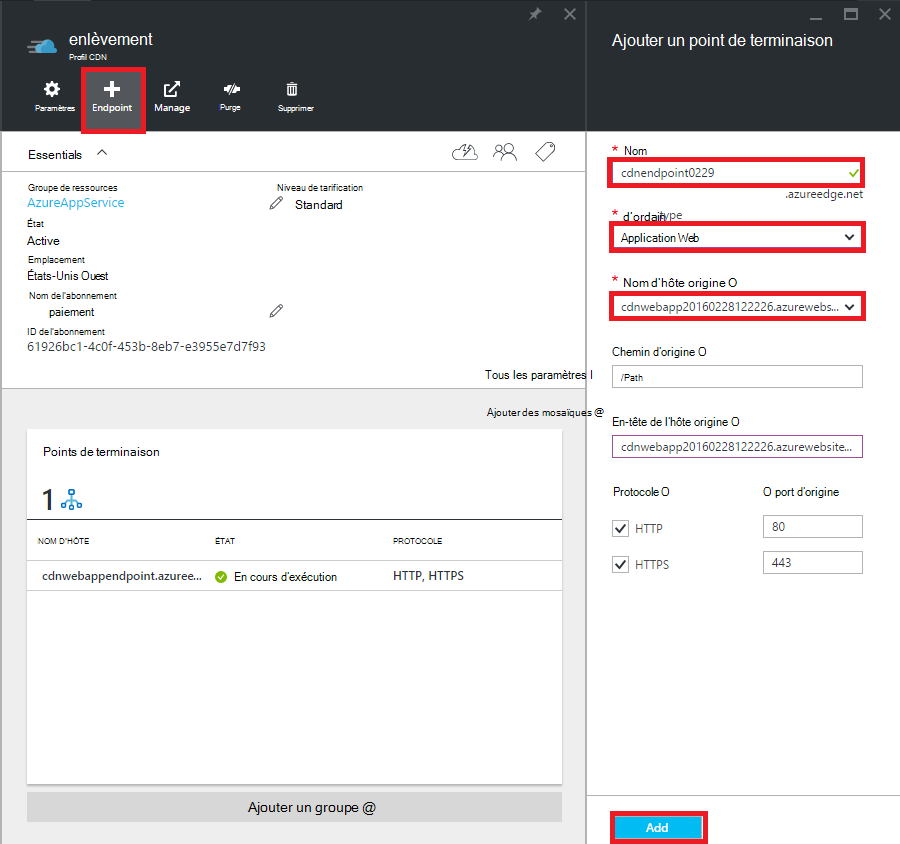 enlèvement
Profil CDN
Paramètres
Endpoint
Manage
Purge
Supprimer
Essentials
Groupe de ressources
AzureAppService
Niveau de tarification
Standard
État
Active
Emplacement
États-Unis Ouest
Nom de l'abonnement
paiement
ID de l'abonnement
61926bc1-4c0f-453b-8eb7-e3955e7d7f93
Tous les paramètres I
Ajouter des mosaïques @
Points de terminaison
1
NOM D'HÔTE ÉTAT PROTOCOLE
cdnwebappendpoint.azuree... En cours d'exécution HTTP, HTTPS
Ajouter un groupe @
Ajouter un point de terminaison
* Nom
cdnendpoint0229
.azureedge.net
* d'ordain type
Application Web
* Nom d'hôte origine O
cdnwebapp20160228122226.azurewebs...
Chemin d'origine O
/Path
En-tête de l'hôte origine O
cdnwebapp20160228122226.azurewebsite...
Protocole O O port d'origine
HTTP 80
HTTPS 443
Add